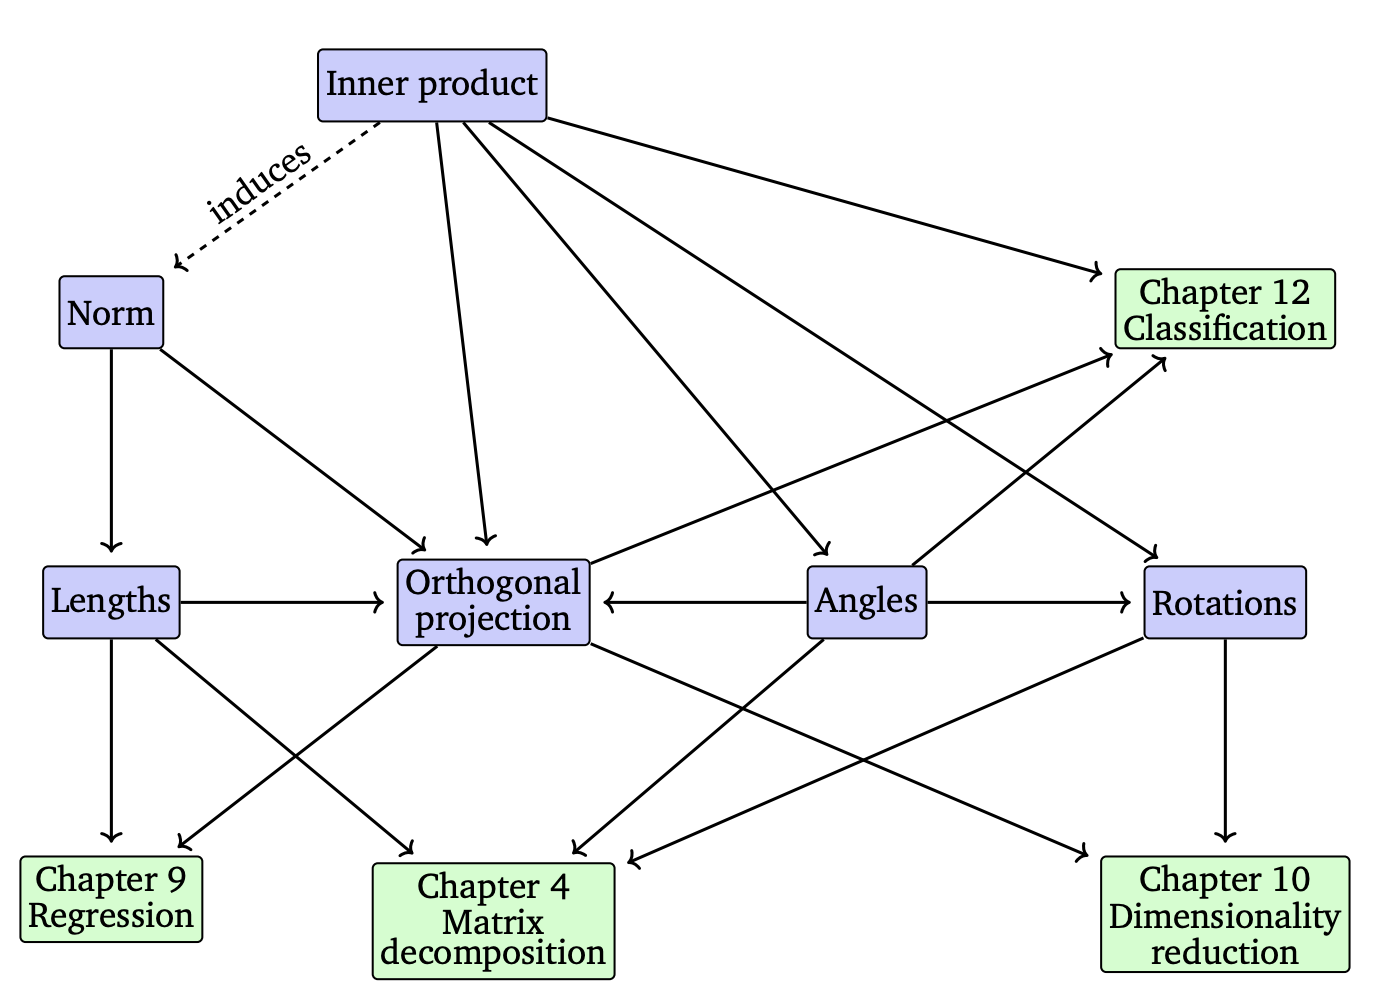 Inner product
induces
Norm
Chapter 12
Classification
Lengths
Orthogonal
projection
Angles
Rotations
Chapter 9
Regression
Chapter 4
Matrix
decomposition
Chapter 10
Dimensionality
reduction